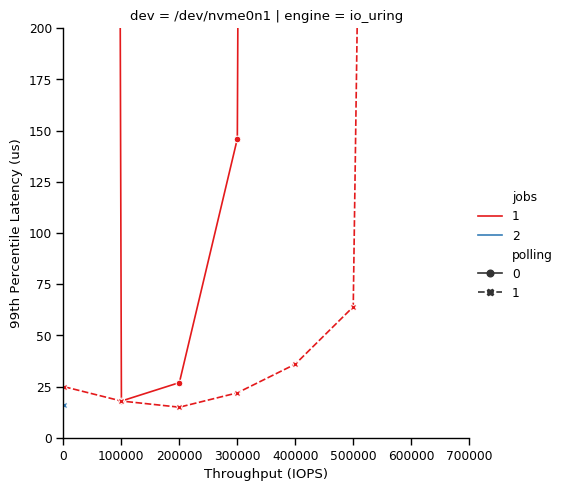 dev = /dev/nvme0n1 | engine = io_uring
200
175
150
125
100
75
50
25
0
99th Percentile Latency (us)
0 100000 200000 300000 400000 500000 600000 700000
Throughput (IOPS)
jobs
1
2
polling
0
1